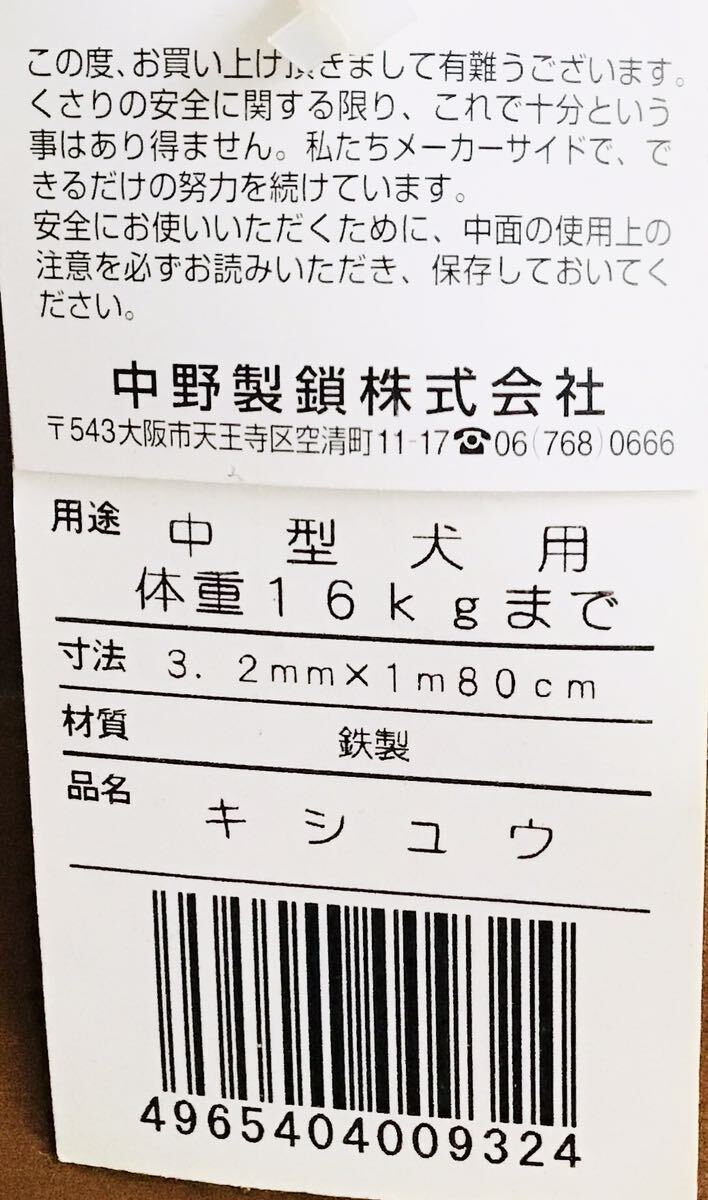 この度、お買い上げ頂きまして有難うございます。
くさりの安全に関する限り、これで十分という
事はあり得ません。私たちメーカーサイドで、で
きるだけの努力を続けています。
安全にお使いいただくために、中面の使用上の
注意を必ずお読みいただき、保存しておいてく
ださい。
中野製鎖株式会社
〒543大阪市天王寺区空清町11-17☎06(768)0666
用途 中型犬用
体重16kgまで
寸法 3.2mm×1m80cm
材質 鉄製
品名 キシュウ
4965404009324